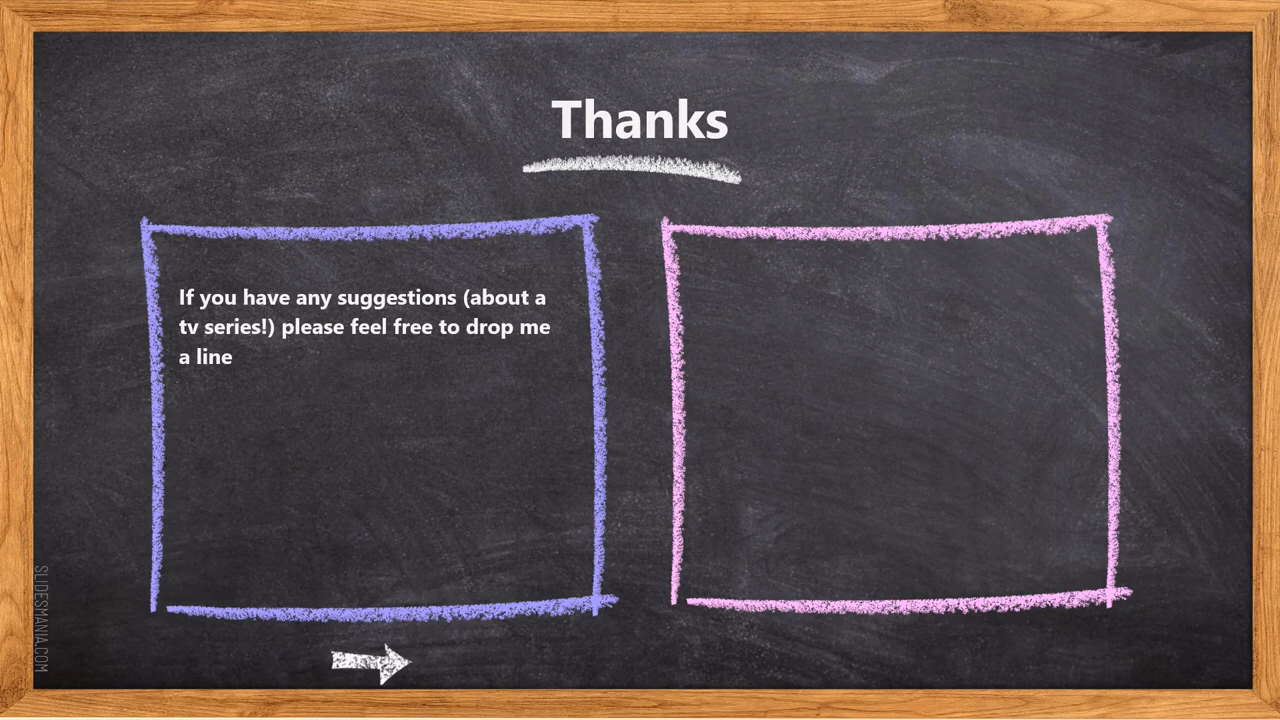 Thanks
If you have any suggestions (about a
tv series!) please feel free to drop me
a line
SLIDESMANIA.COM